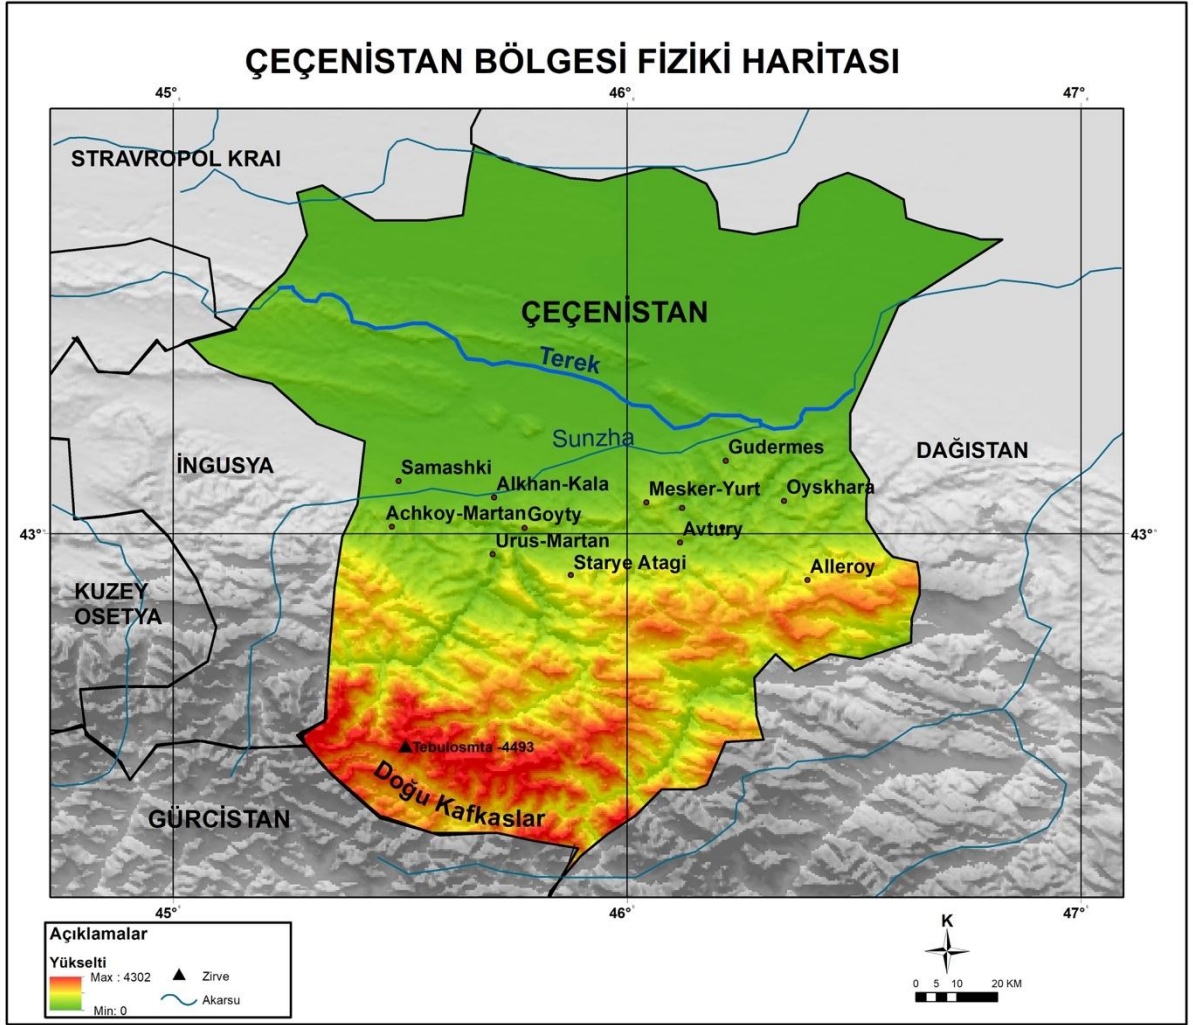 ÇEÇENİSTAN BÖLGESİ FİZİKİ HARİTASI
45°
46°
47°
STRAVROPOL KRAI
ÇEÇENİSTAN
Terek
Sunzha
Gudermes
DAĞISTAN
İNGUSYA
Samashki
Alkhan-Kala
Mesker-Yurt
Oyskhara
Achkoy-Martan
Goyty
43°
Avtury
43°
Urus-Martan
Starye Atagi
Alleroy
KUZEY
OSETYA
Tebulosmta -4493
Doğu Kafkaslar
GÜRCİSTAN
45°
46°
47°
Açıklamalar
Yükselti
Max : 4302
Zirve
Akarsu
Min: 0
K
0 5 10 20 KM